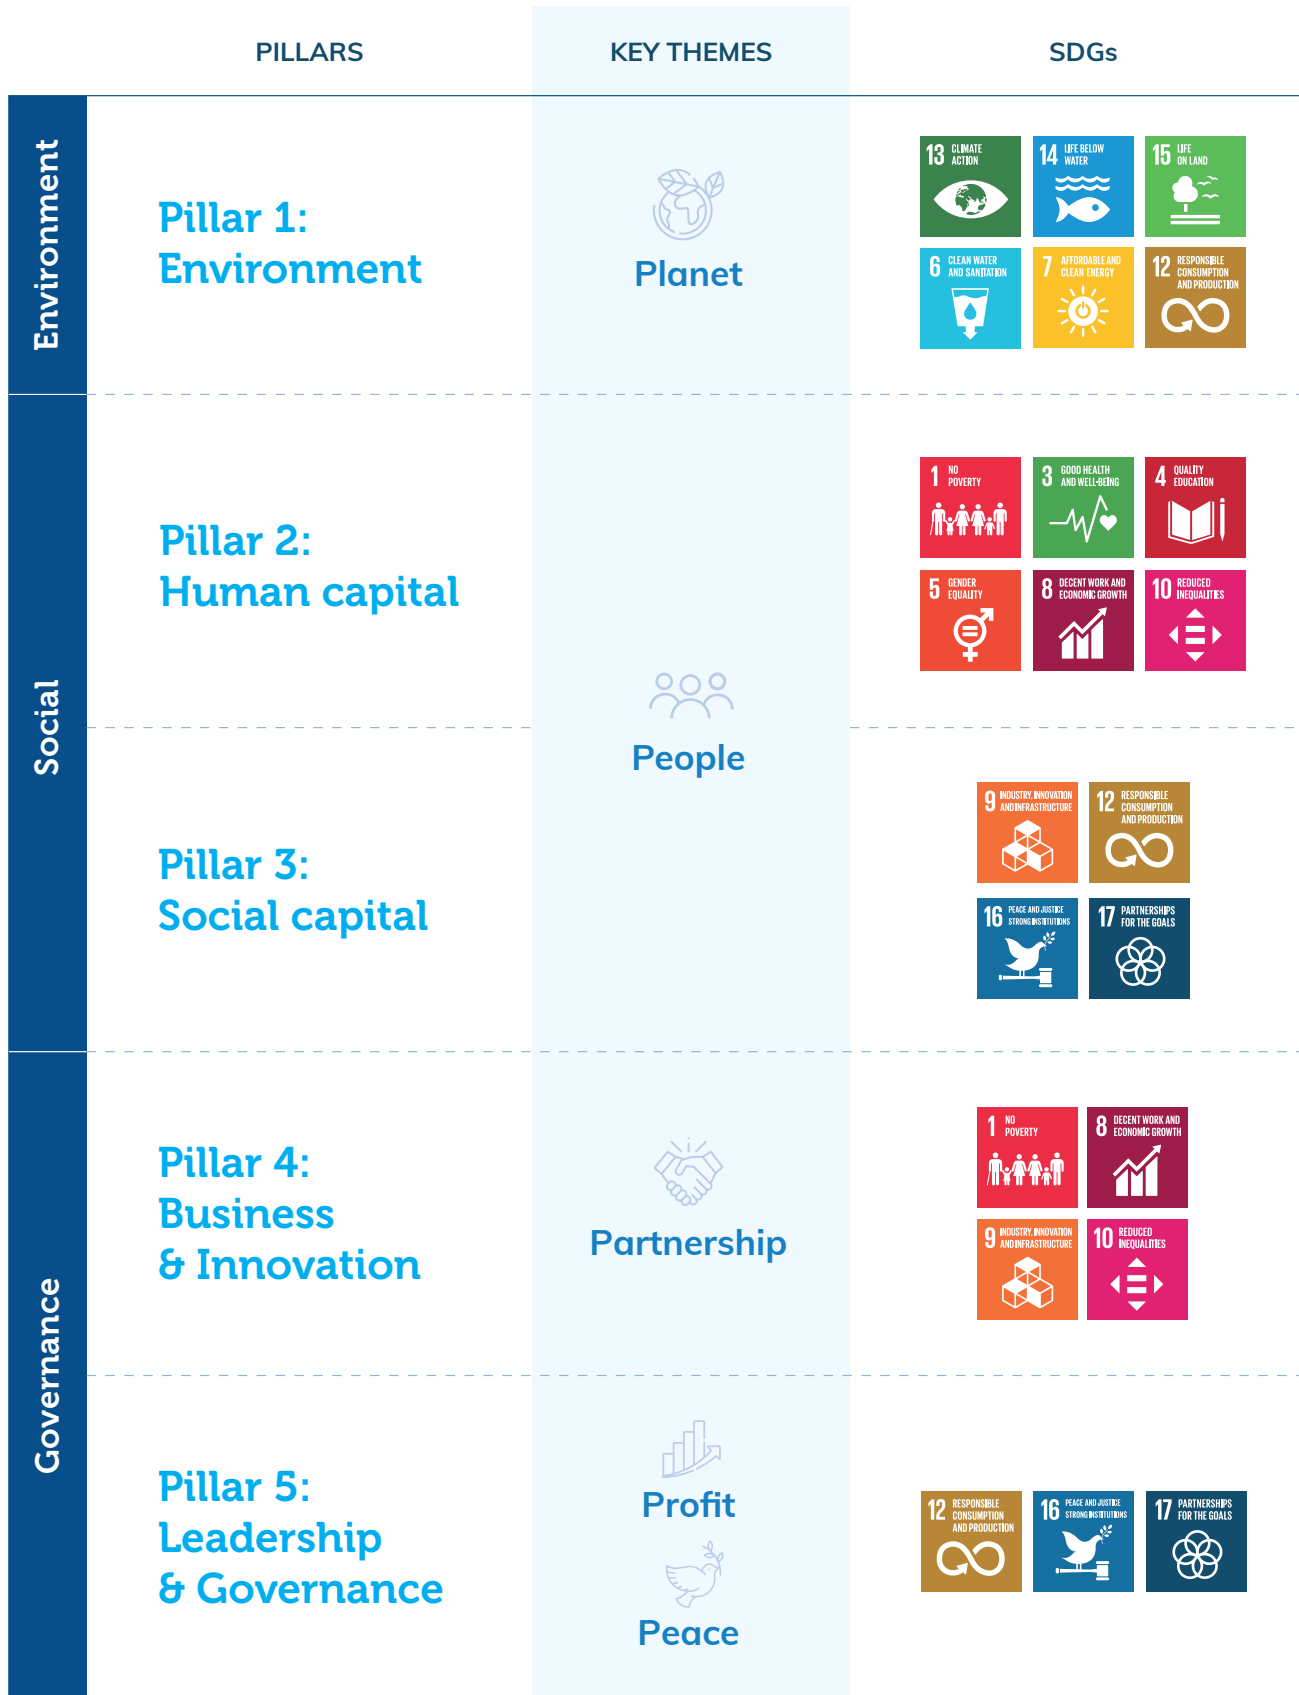 PILLARS
KEY THEMES
SDGs
Environment
Pillar 1:
Environment
Planet
13 CLIMATE
ACTION
14 LIFE BELOW
WATER
15 LIFE
ON LAND
6 CLEAN WATER
AND SANITATION
7 AFFORDABLE AND
CLEAN ENERGY
12 RESPONSIBLE
CONSUMPTION
AND PRODUCTION
Social
Pillar 2:
Human capital
People
1 NO
POVERTY
3 GOOD HEALTH
AND WELL-BEING
4 QUALITY
EDUCATION
5 GENDER
EQUALITY
8 DECENT WORK AND
ECONOMIC GROWTH
10 REDUCED
INEQUALITIES
Pillar 3:
Social capital
9 INDUSTRY, INNOVATION
AND INFRASTRUCTURE
12 RESPONSIBLE
CONSUMPTION
AND PRODUCTION
16 PEACE AND JUSTICE
STRONG INSTITUTIONS
17 PARTNERSHIPS
FOR THE GOALS
Governance
Pillar 4:
Business
& Innovation
Partnership
1 NO
POVERTY
8 DECENT WORK AND
ECONOMIC GROWTH
9 INDUSTRY, INNOVATION
AND INFRASTRUCTURE
10 REDUCED
INEQUALITIES
Pillar 5:
Leadership
& Governance
Profit
Peace
12 RESPONSIBLE
CONSUMPTION
AND PRODUCTION
16 PEACE AND JUSTICE
STRONG INSTITUTIONS
17 PARTNERSHIPS
FOR THE GOALS